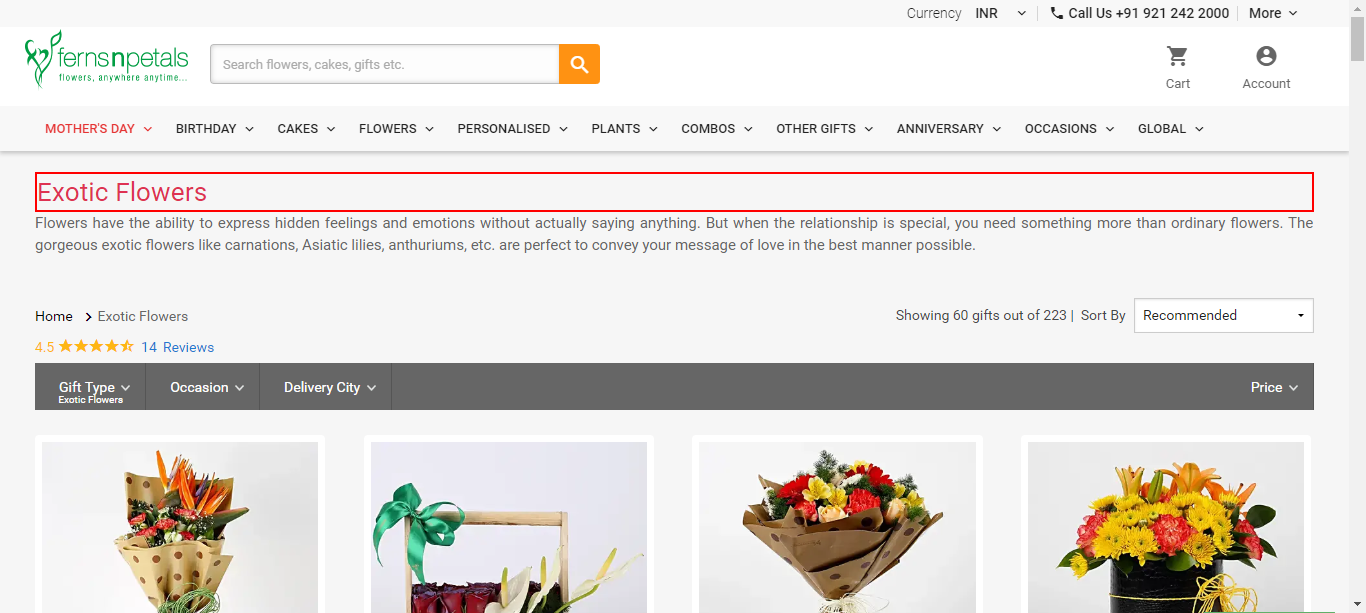 Currency INR
Call Us +91 921 242 2000
More
fernsnpetals
flowers, anywhere anytime...
Search flowers, cakes, gifts etc.
Cart
Account
MOTHER'S DAY BIRTHDAY CAKES FLOWERS PERSONALISED PLANTS COMBOS OTHER GIFTS ANNIVERSARY OCCASIONS GLOBAL
Exotic Flowers
Flowers have the ability to express hidden feelings and emotions without actually saying anything. But when the relationship is special, you need something more than ordinary flowers. The
gorgeous exotic flowers like carnations, Asiatic lilies, anthuriums, etc. are perfect to convey your message of love in the best manner possible.
Home > Exotic Flowers
Showing 60 gifts out of 223 | Sort By Recommended
4.5 14 Reviews
Gift Type Occasion Delivery City Price
Exotic Flowers